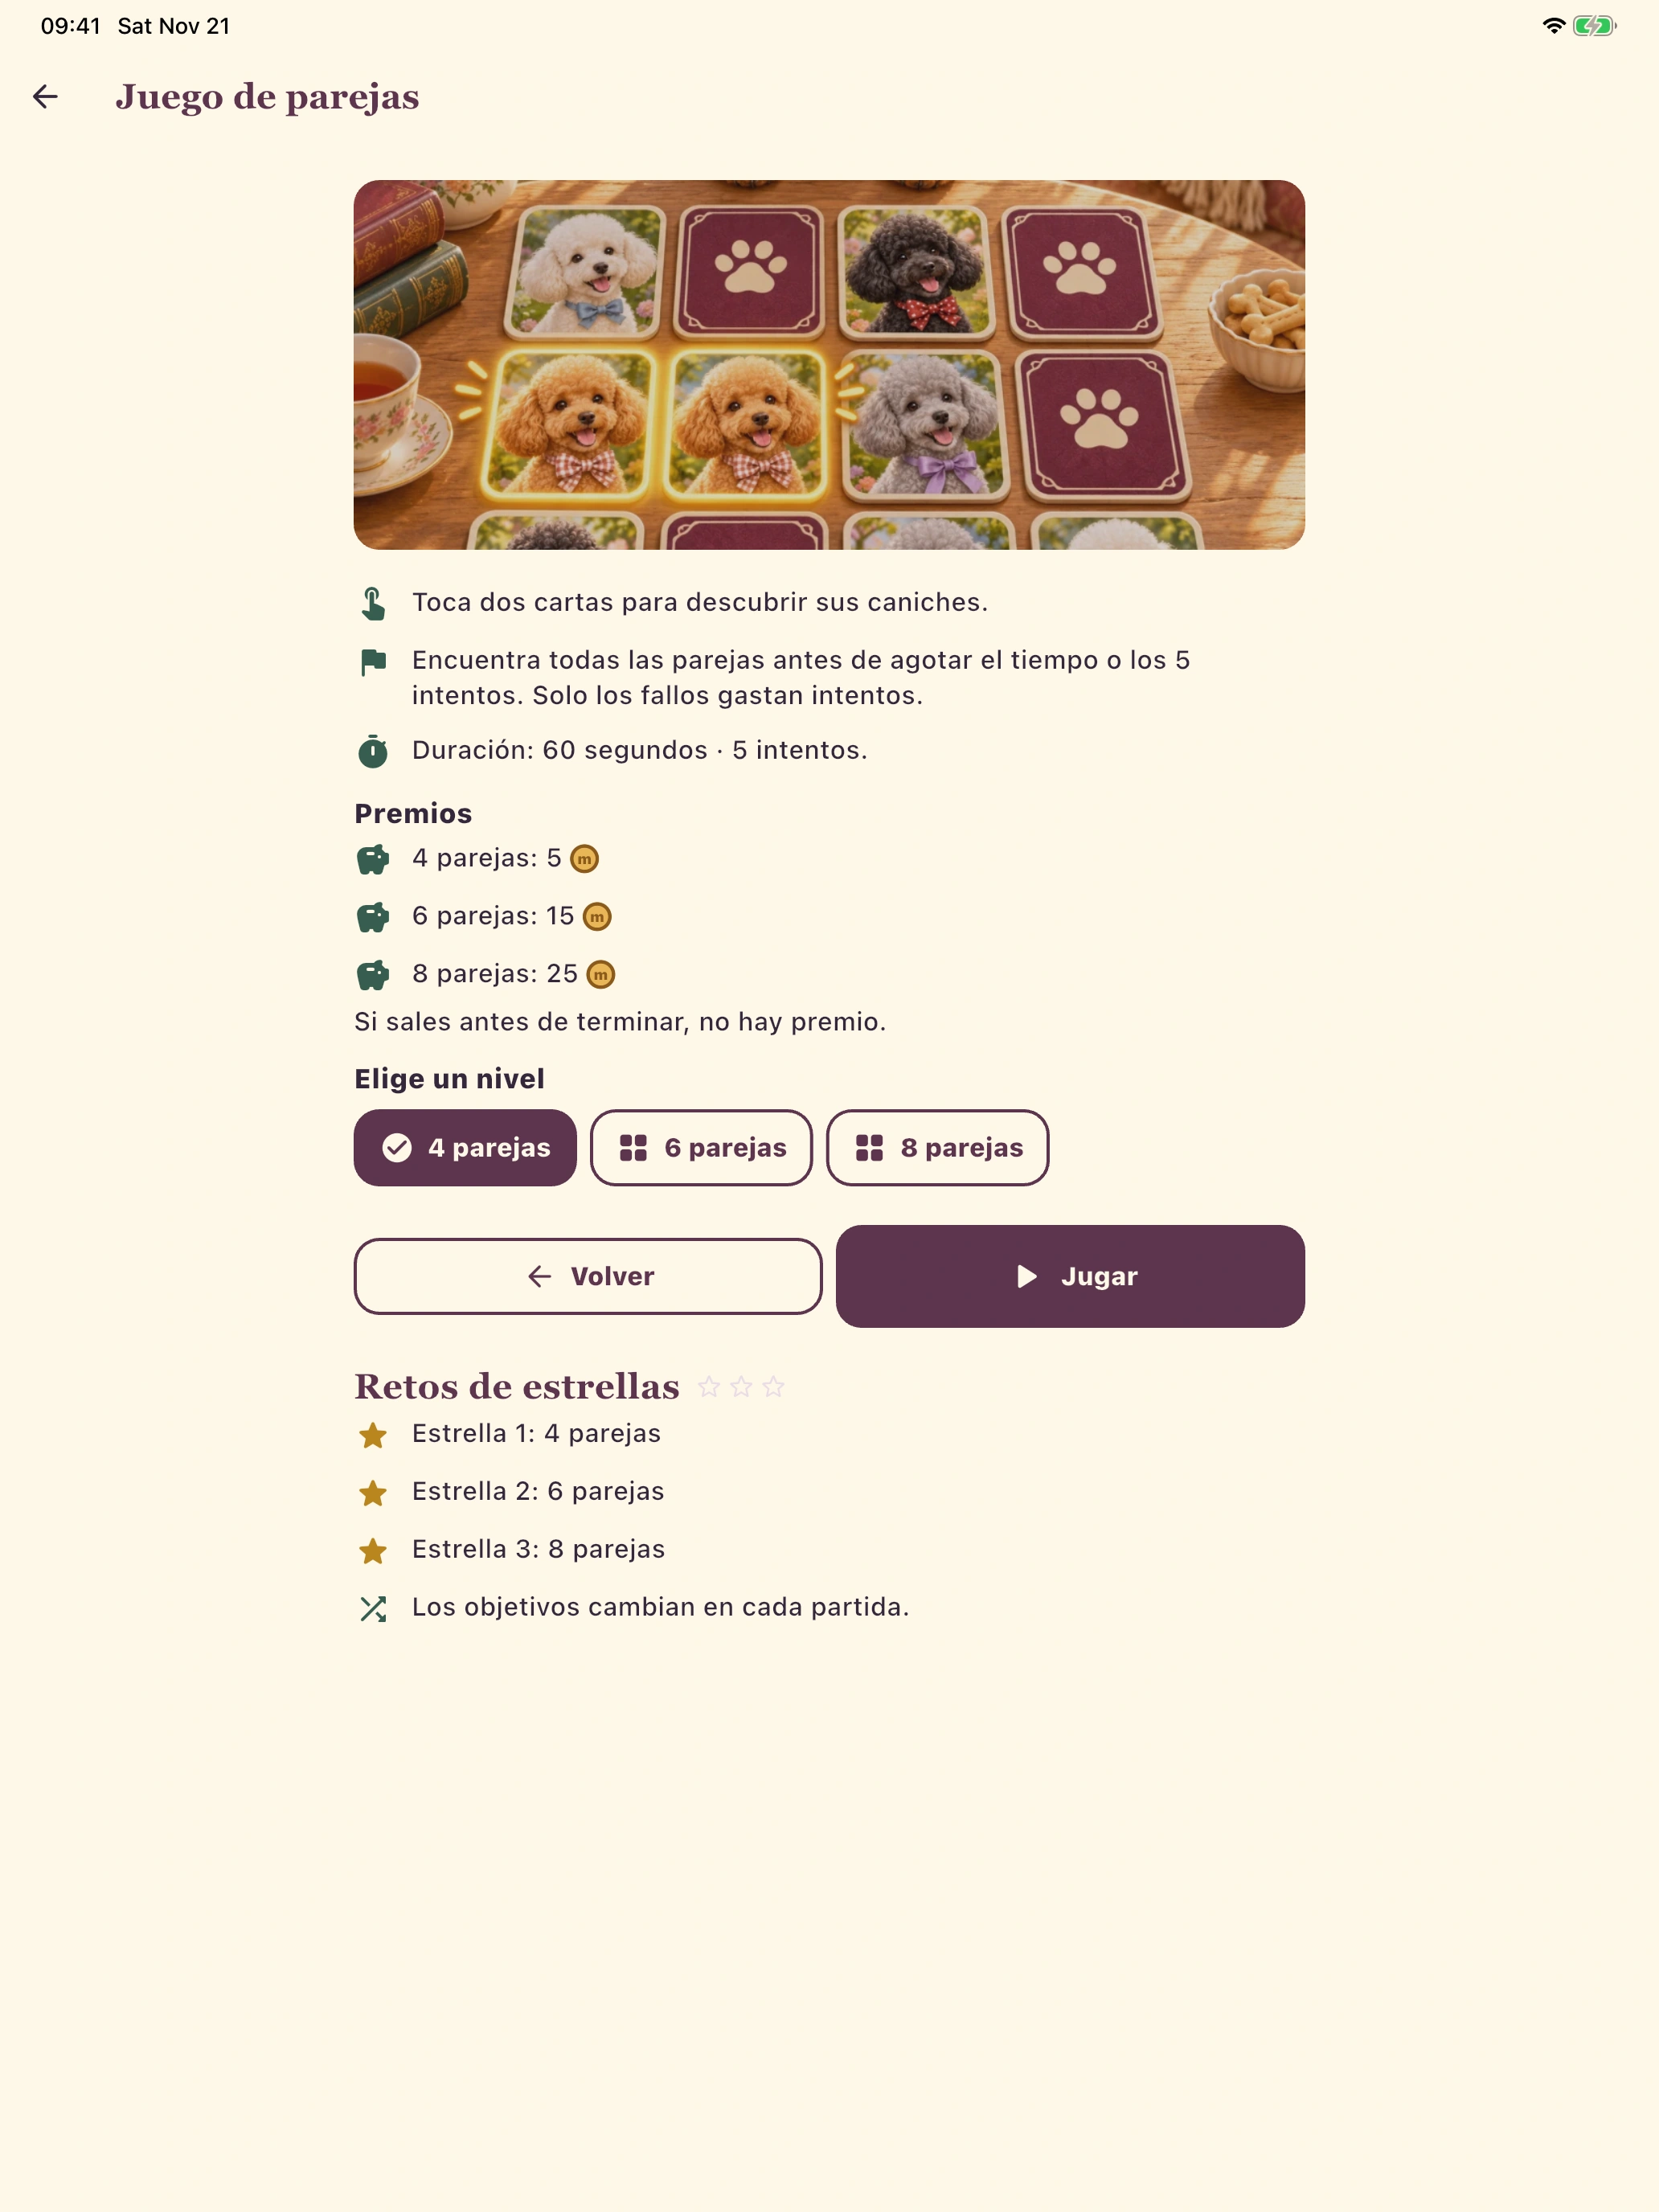 09:41 Sat Nov 21
Juego de parejas
Toca dos cartas para descubrir sus caniches.
Encuentra todas las parejas antes de agotar el tiempo o los 5
intentos. Solo los fallos gastan intentos.
Duración: 60 segundos · 5 intentos.
Premios
4 parejas: 5 m
6 parejas: 15 m
8 parejas: 25 m
Si sales antes de terminar, no hay premio.
Elige un nivel
4 parejas 6 parejas 8 parejas
Volver Jugar
Retos de estrellas
Estrella 1: 4 parejas
Estrella 2: 6 parejas
Estrella 3: 8 parejas
Los objetivos cambian en cada partida.